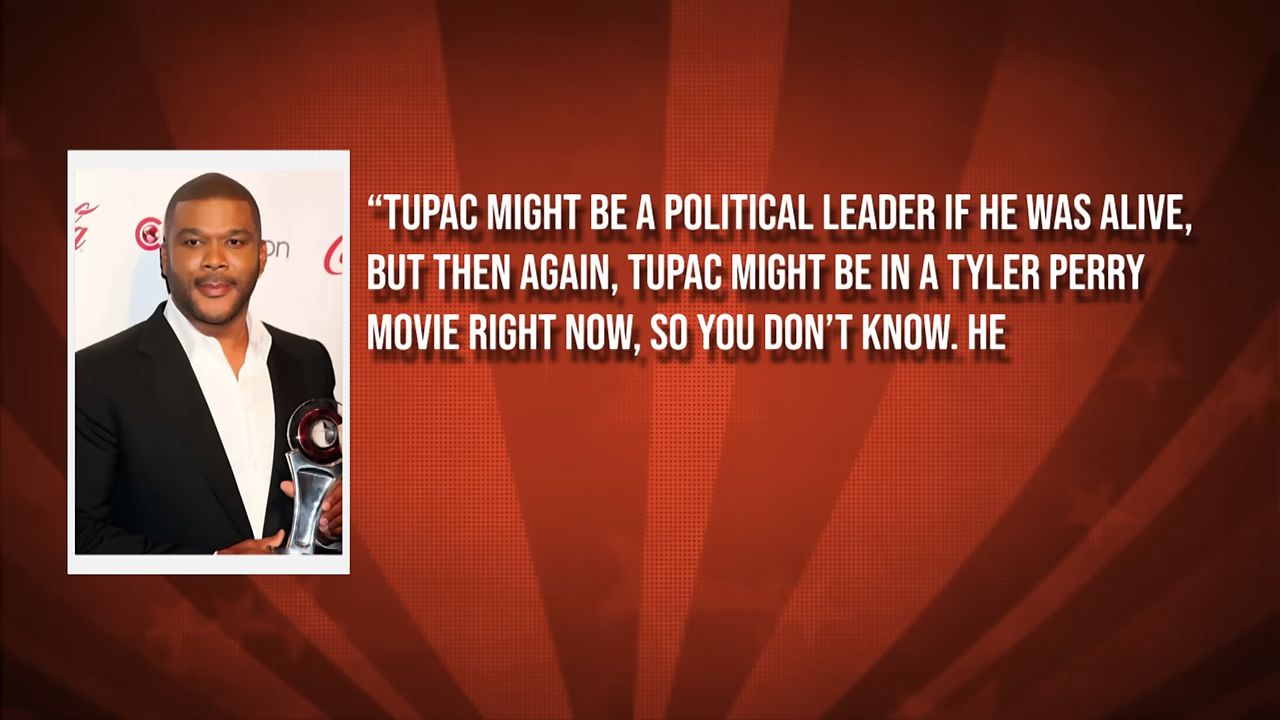 “TUPAC MIGHT BE A POLITICAL LEADER IF HE WAS ALIVE,
BUT THEN AGAIN, TUPAC MIGHT BE IN A TYLER PERRY
MOVIE RIGHT NOW, SO YOU DON’T KNOW. HE
on